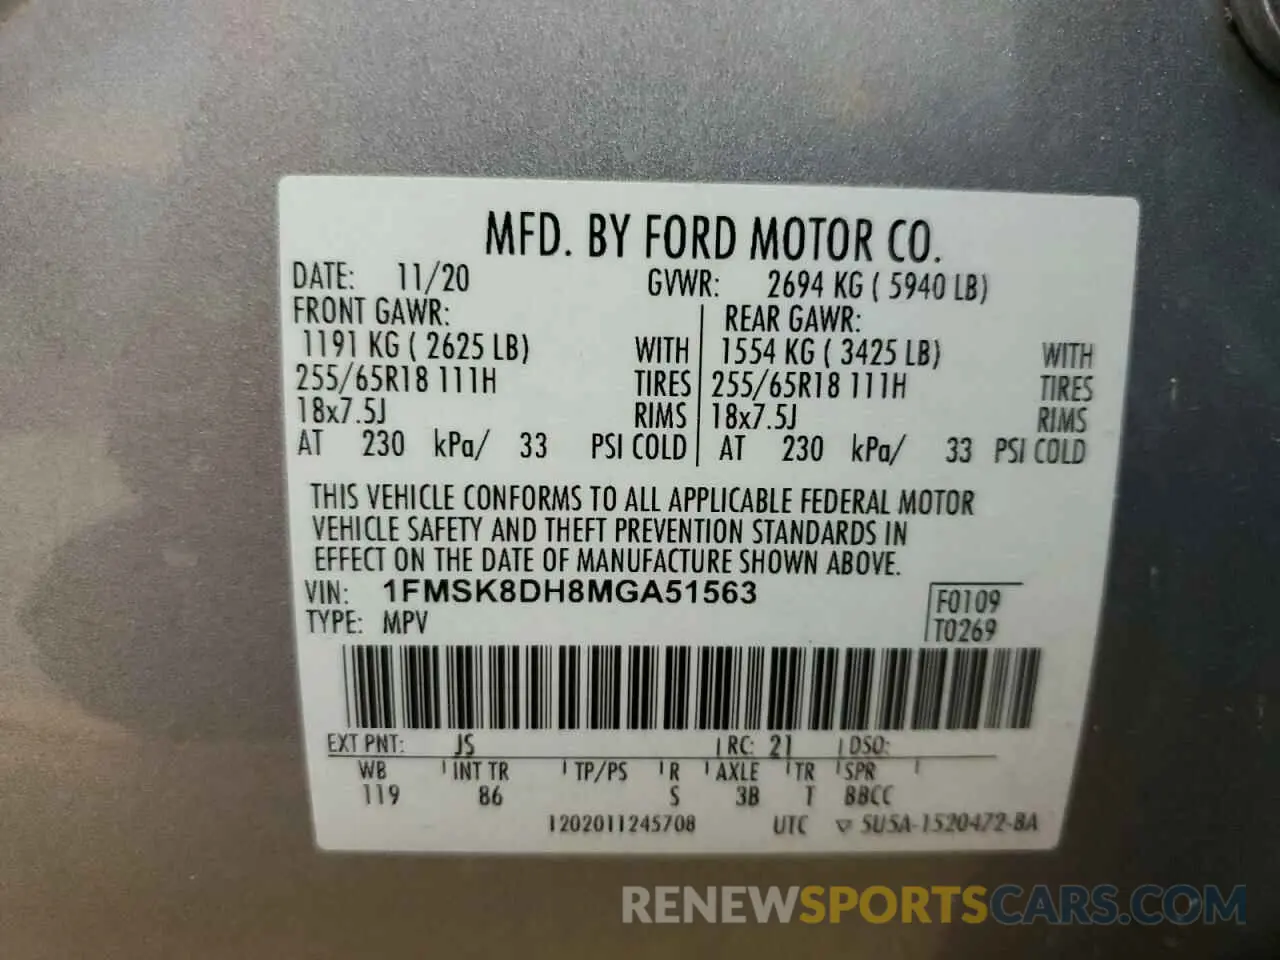 MFD. BY FORD MOTOR CO.
DATE: 11/20 GVWR: 2694 KG ( 5940 LB)
FRONT GAWR: REAR GAWR:
1191 KG ( 2625 LB) WITH 1554 KG ( 3425 LB) WITH
255/65R18 111H TIRES 255/65R18 111H TIRES
18x7.5J RIMS 18x7.5J RIMS
AT 230 kPa/ 33 PSI COLD AT 230 kPa/ 33 PSI COLD
THIS VEHICLE CONFORMS TO ALL APPLICABLE FEDERAL MOTOR
VEHICLE SAFETY AND THEFT PREVENTION STANDARDS IN
EFFECT ON THE DATE OF MANUFACTURE SHOWN ABOVE.
VIN: 1FMSK8DH8MGA51563 F0109
TYPE: MPV T0269
EXT PNT: JS RC: 21 DSO:
WB INT TR TP/PS R AXLE TR SPR
119 86 S 3B T 88CC
1202011245708 UTC ▽ 5U5A-1520472-BA
RENEWSPORTSCARS.COM